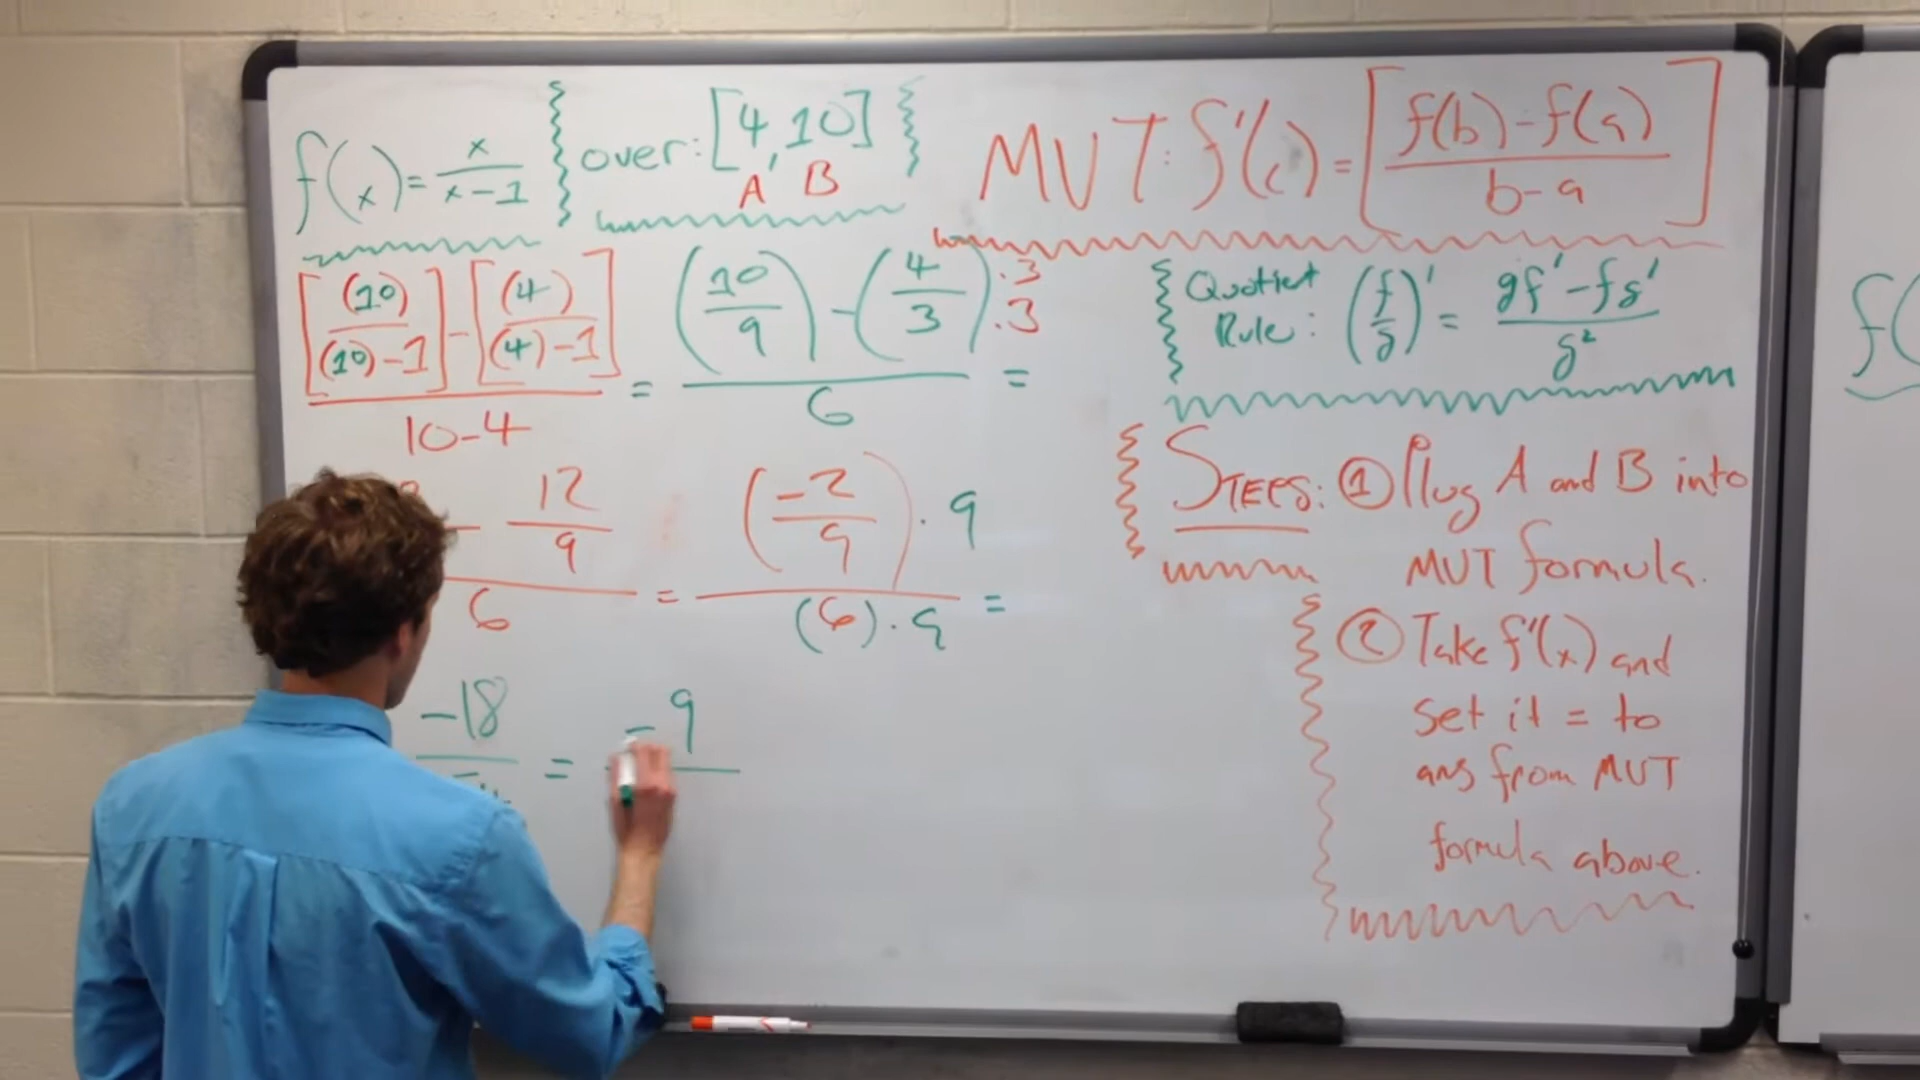 f(x) = x/(x-1)
over: [4, 10]
A B
MVT: f'(c) = [(f(b)-f(a))/(b-a)]
[(10)/((10)-1)] - [(4)/((4)-1)]
10-4
= ((10/9) - (4/3) .3/.3)/6 =
Quotient Rule: (f/g)' = (gf'-fg')/g²
- 12/9
6
= ((-2/9) · 9)/((6) · 9) =
-18
= -9
STEPS: ① Plug A and B into
MVT formula.
② Take f'(x) and
set it = to
ans from MVT
formula above.
f(